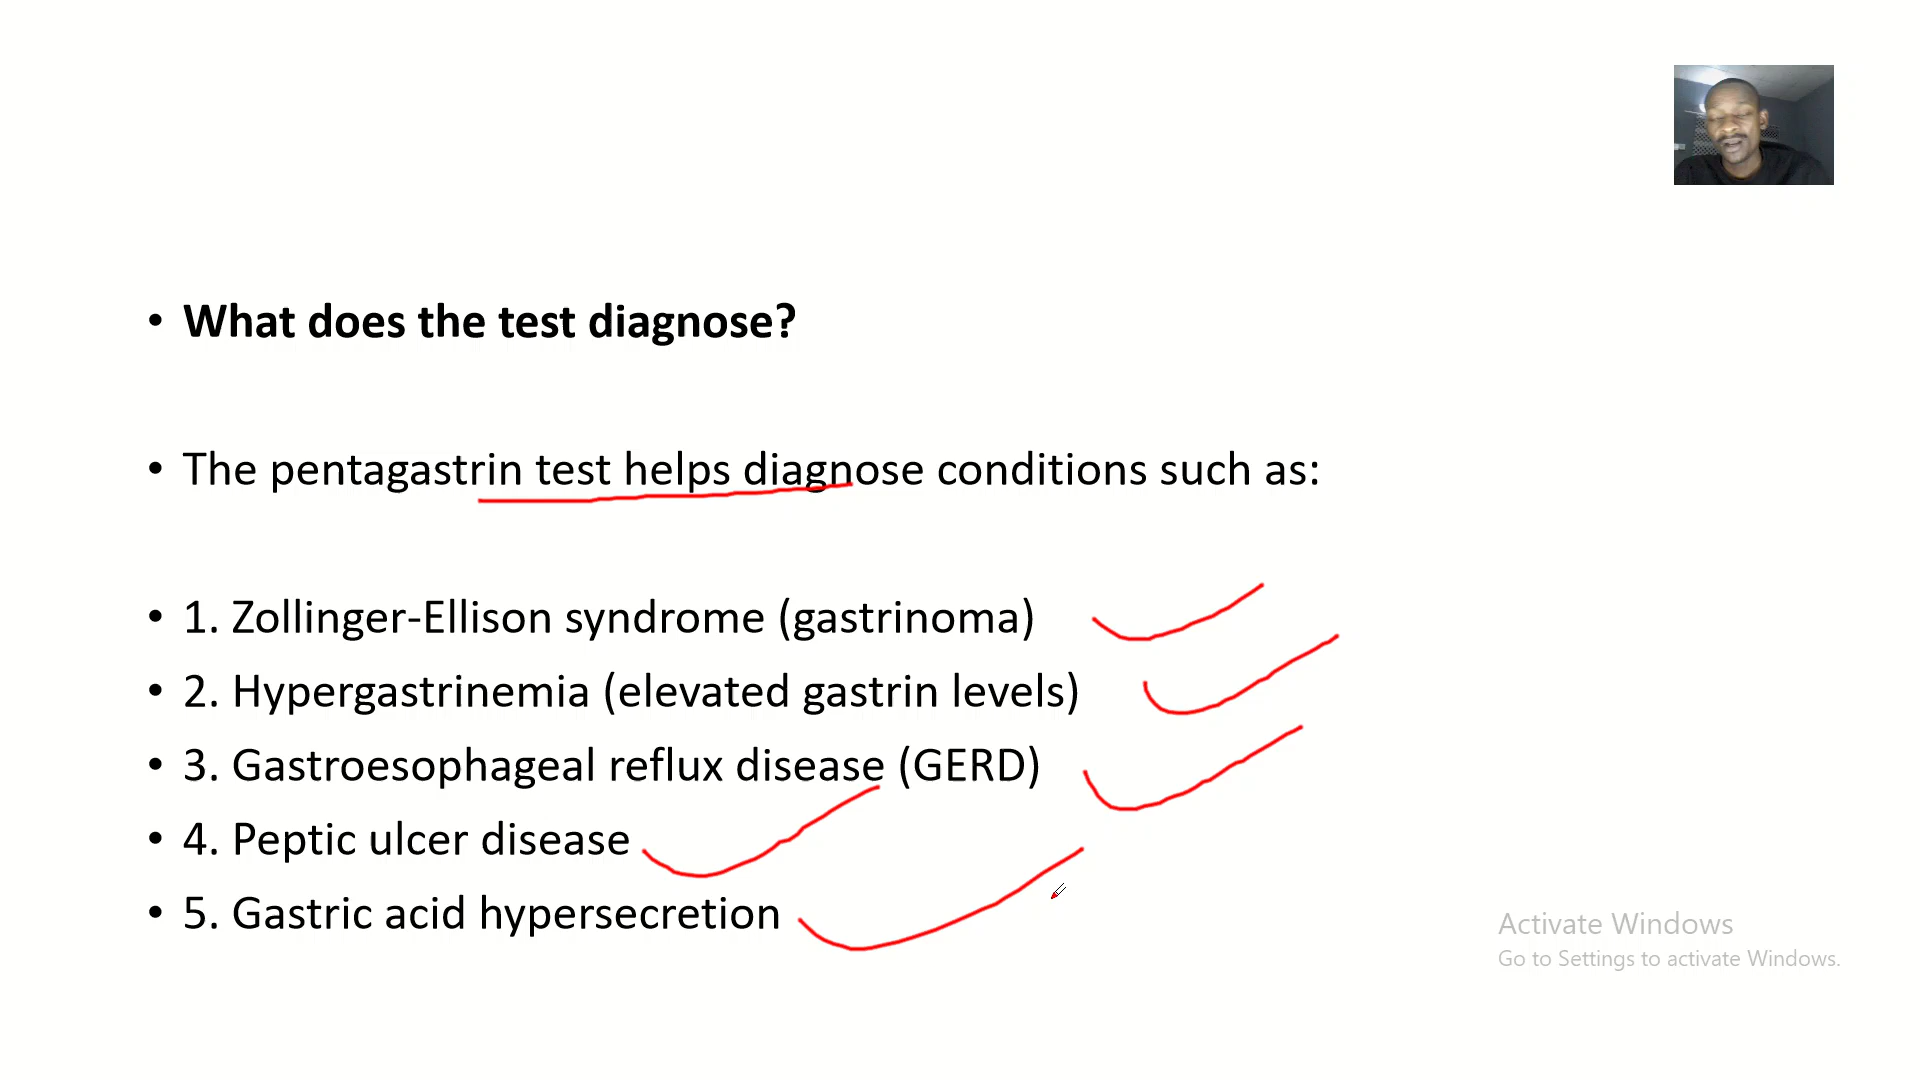 • What does the test diagnose?
• The pentagastrin test helps diagnose conditions such as:
• 1. Zollinger-Ellison syndrome (gastrinoma)
• 2. Hypergastrinemia (elevated gastrin levels)
• 3. Gastroesophageal reflux disease (GERD)
• 4. Peptic ulcer disease
• 5. Gastric acid hypersecretion
Activate Windows
Go to Settings to activate Windows.